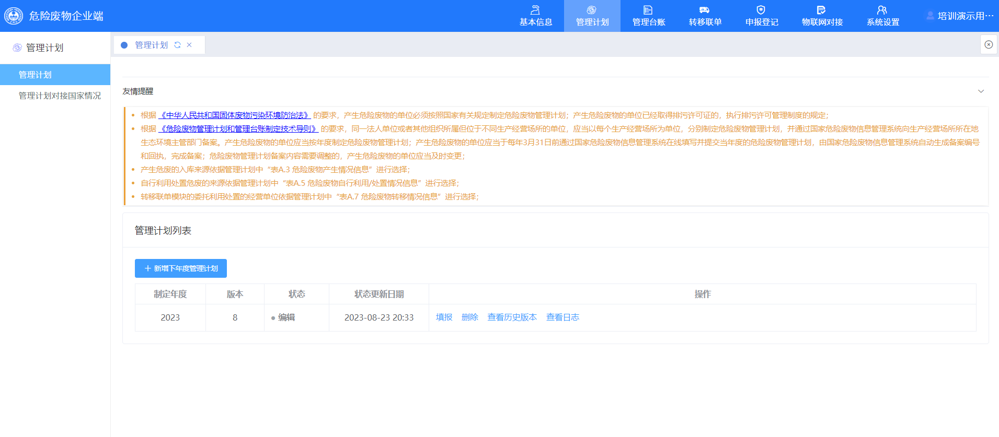 危险废物企业端
基本信息
管理计划
管理台账
转移联单
申报登记
物联网对接
系统设置
培训演示用···
管理计划
管理计划
管理计划
管理计划对接国家情况
友情提醒
根据《中华人民共和国固体废物污染环境防治法》的要求，产生危险废物的单位必须按照国家有关规定制定危险废物管理计划；产生危险废物的单位已经取得排污许可证的，执行排污许可管理制度的规定；
根据《危险废物管理计划和管理台账制定技术导则》的要求，同一法人单位或者其他组织所属但位于不同生产经营场所的单位，应当以每个生产经营场所为单位，分别制定危险废物管理计划，并通过国家危险废物信息管理系统向生产经营场所所在地
生态环境主管部门备案。产生危险废物的单位应当按年度制定危险废物管理计划；产生危险废物的单位应当于每年3月31日前通过国家危险废物信息管理系统在线填写并提交当年度的危险废物管理计划，由国家危险废物信息管理系统自动生成备案编号
和回执，完成备案；危险废物管理计划备案内容需要调整的，产生危险废物的单位应当及时变更；
产生危废的入库来源依据管理计划中“表A.3 危险废物产生情况信息”进行选择；
自行利用处置危废的来源依据管理计划中“表A.5 危险废物自行利用/处置情况信息”进行选择；
转移联单模块的委托利用处置的经营单位依据管理计划中“表A.7 危险废物转移情况信息”进行选择；
管理计划列表
新增下年度管理计划
制定年度 版本 状态 状态更新日期 操作
2023 8 编辑 2023-08-23 20:33 填报 删除 查看历史版本 查看日志